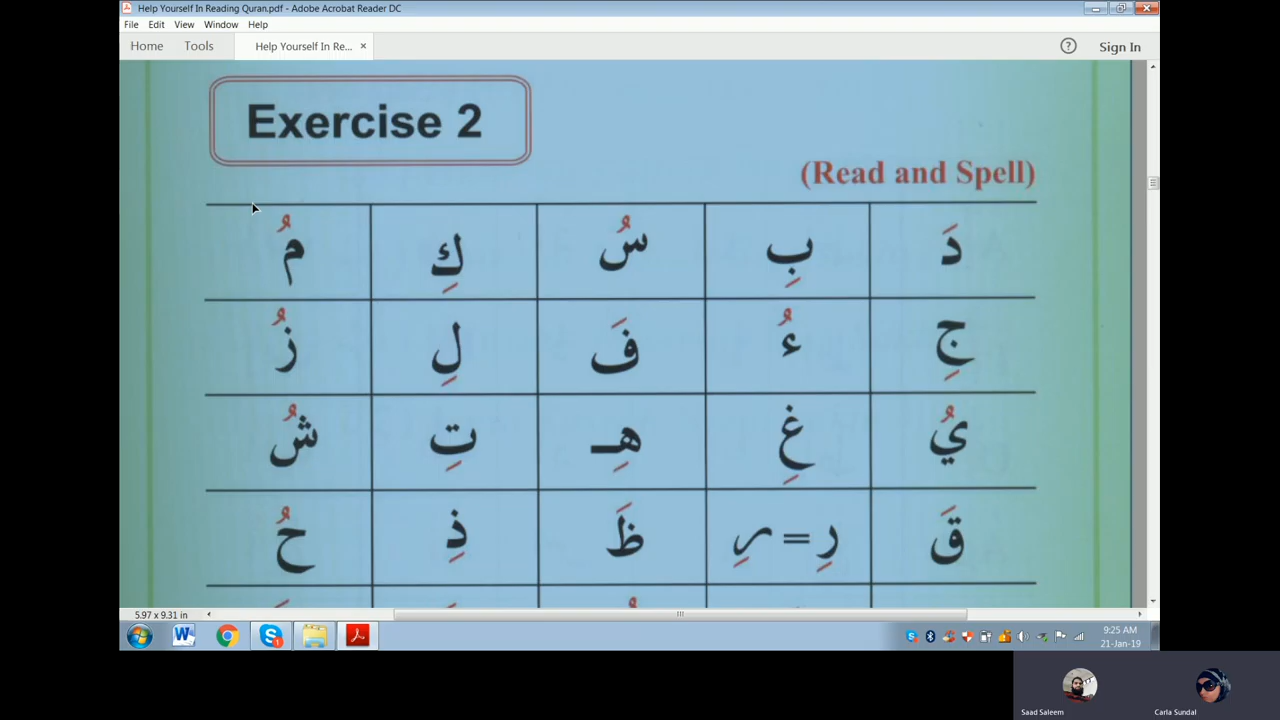 Help Yourself In Reading Quran.pdf - Adobe Acrobat Reader DC
File Edit View Window Help
Home Tools Help Yourself In Re... × ? Sign In
Exercise 2
(Read and Spell)
دَ بِ سُ كِ مُ
جِ ءُ فَ لِ زُ
يُ غِ هِـ تِ شُ
قَ رِ = رِ ظَ ذِ حُ
5.97 x 9.31 in
9:25 AM
21-Jan-19
Saad Saleem Carla Sundal